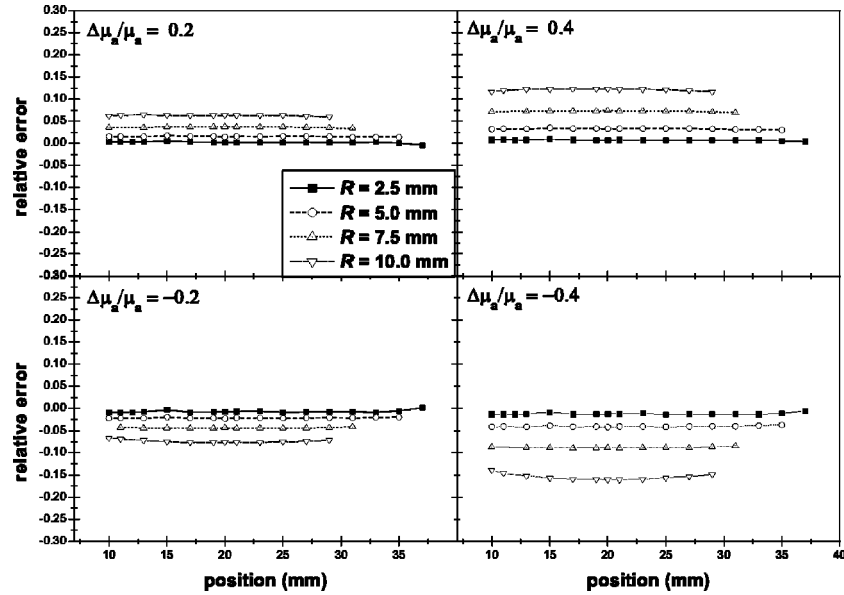 Δμa/μa = 0.2
Δμa/μa = 0.4
relative error
0.30
0.25
0.20
0.15
0.10
0.05
0.00
-0.05
-0.10
-0.15
-0.20
-0.25
-0.30
R = 2.5 mm
R = 5.0 mm
R = 7.5 mm
R = 10.0 mm
Δμa/μa = −0.2
Δμa/μa = −0.4
relative error
0.25
0.20
0.15
0.10
0.05
0.00
-0.05
-0.10
-0.15
-0.20
-0.25
-0.30
10 15 20 25 30 35 10 15 20 25 30 35 40
position (mm) position (mm)